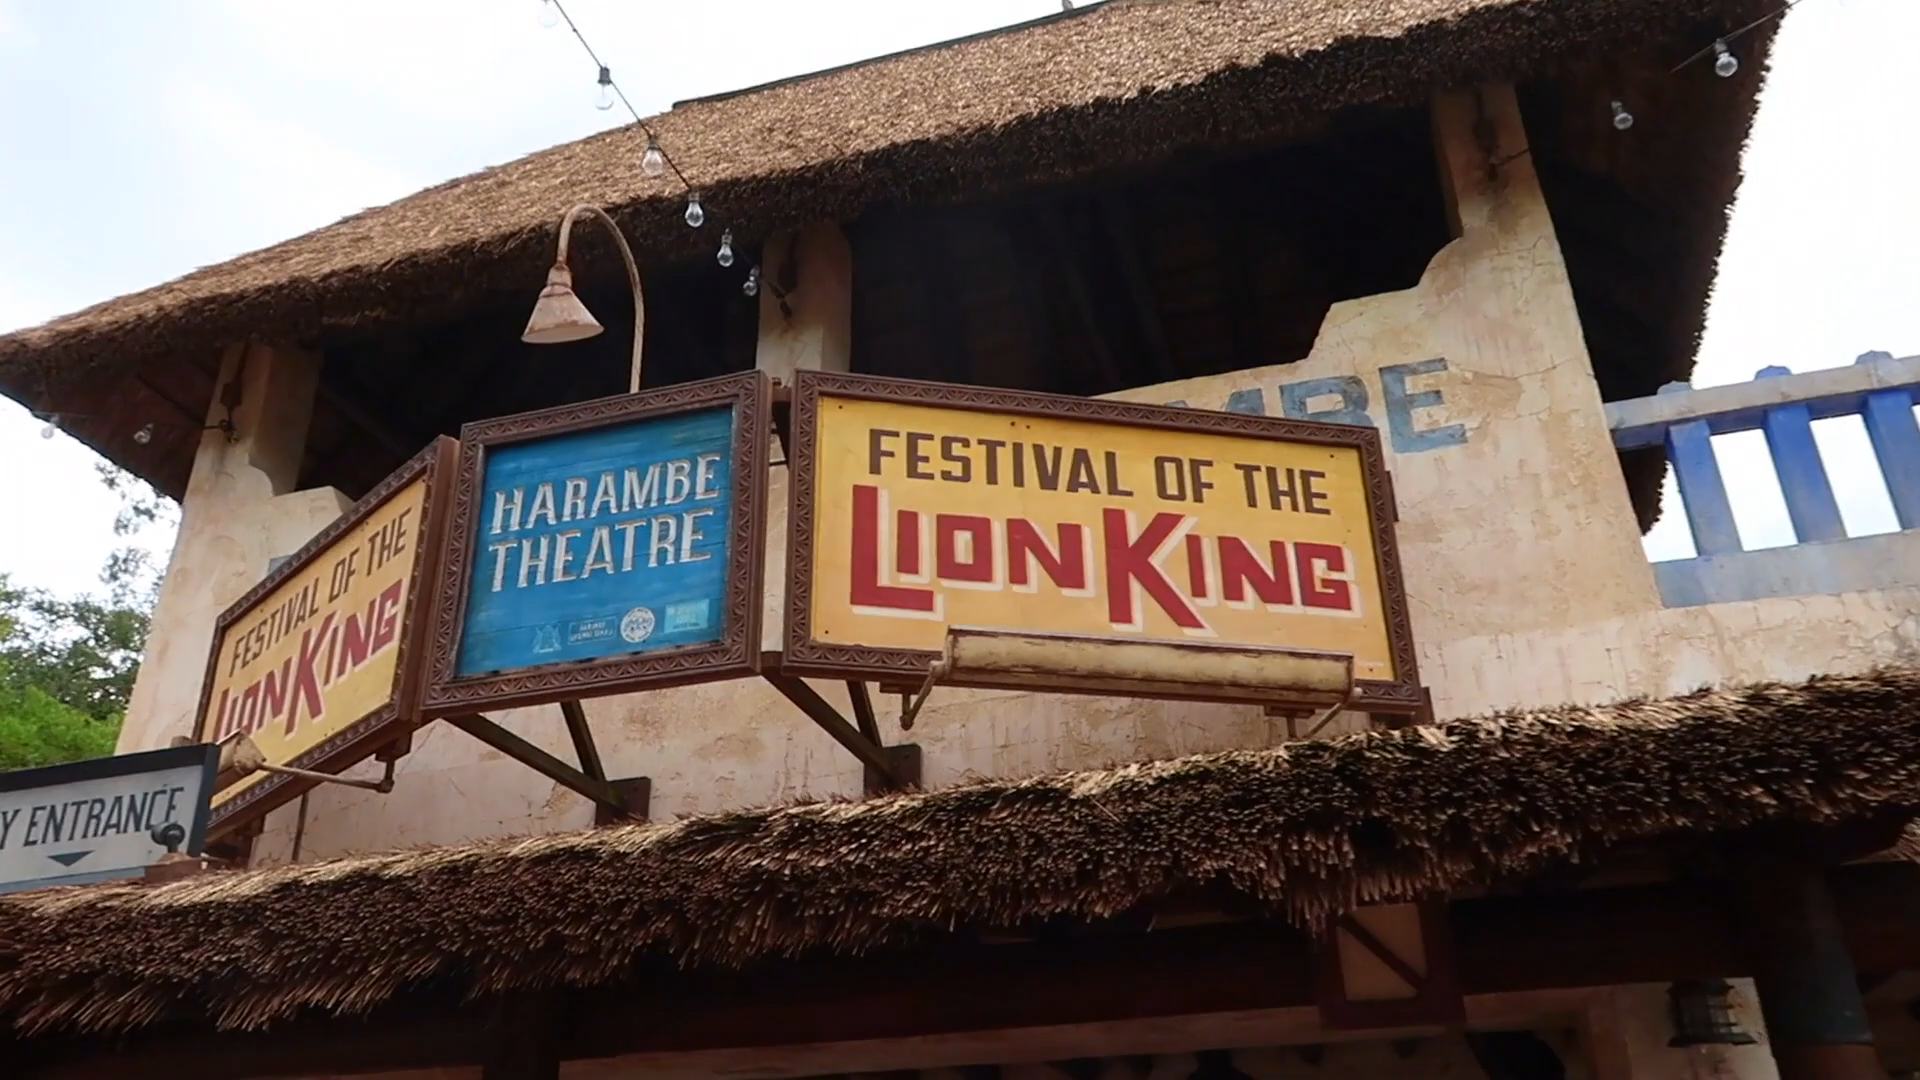 FESTIVAL OF THE
LION KING
HARAMBE
THEATRE
FESTIVAL OF THE
LION KING
MBE
Y ENTRANCE